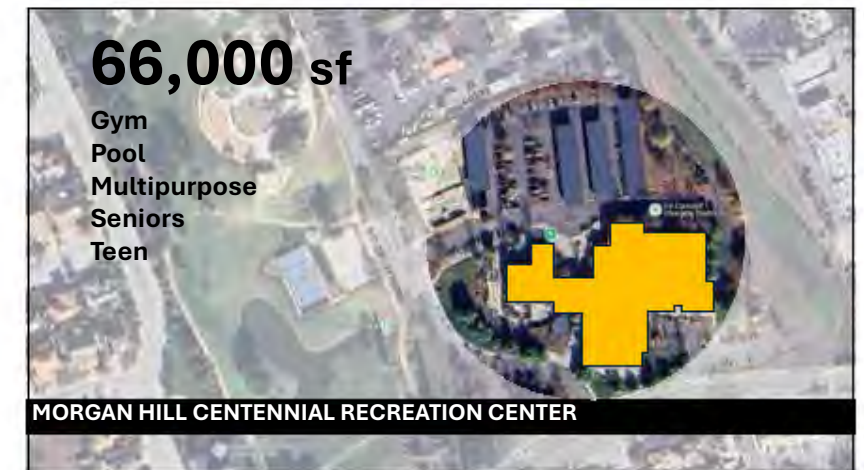 66,000 sf
Gym
Pool
Multipurpose
Seniors
Teen
MORGAN HILL CENTENNIAL RECREATION CENTER